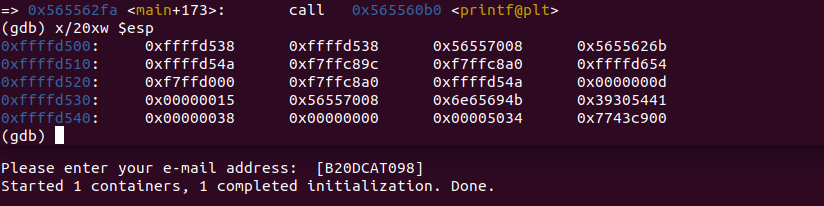 => 0x565562fa <main+173>: call 0x565560b0 <printf@plt>
(gdb) x/20xw $esp
0xffffd500: 0xffffd538 0xffffd538 0x56557008 0x5655626b
0xffffd510: 0xffffd54a 0xf7ffc89c 0xf7ffc8a0 0xffffd654
0xffffd520: 0xf7ffd000 0xf7ffc8a0 0xffffd54a 0x0000000d
0xffffd530: 0x00000015 0x56557008 0x6e65694b 0x39305441
0xffffd540: 0x00000038 0x00000000 0x00005034 0x7743c900
(gdb)
Please enter your e-mail address: [B20DCAT098]
Started 1 containers, 1 completed initialization. Done.